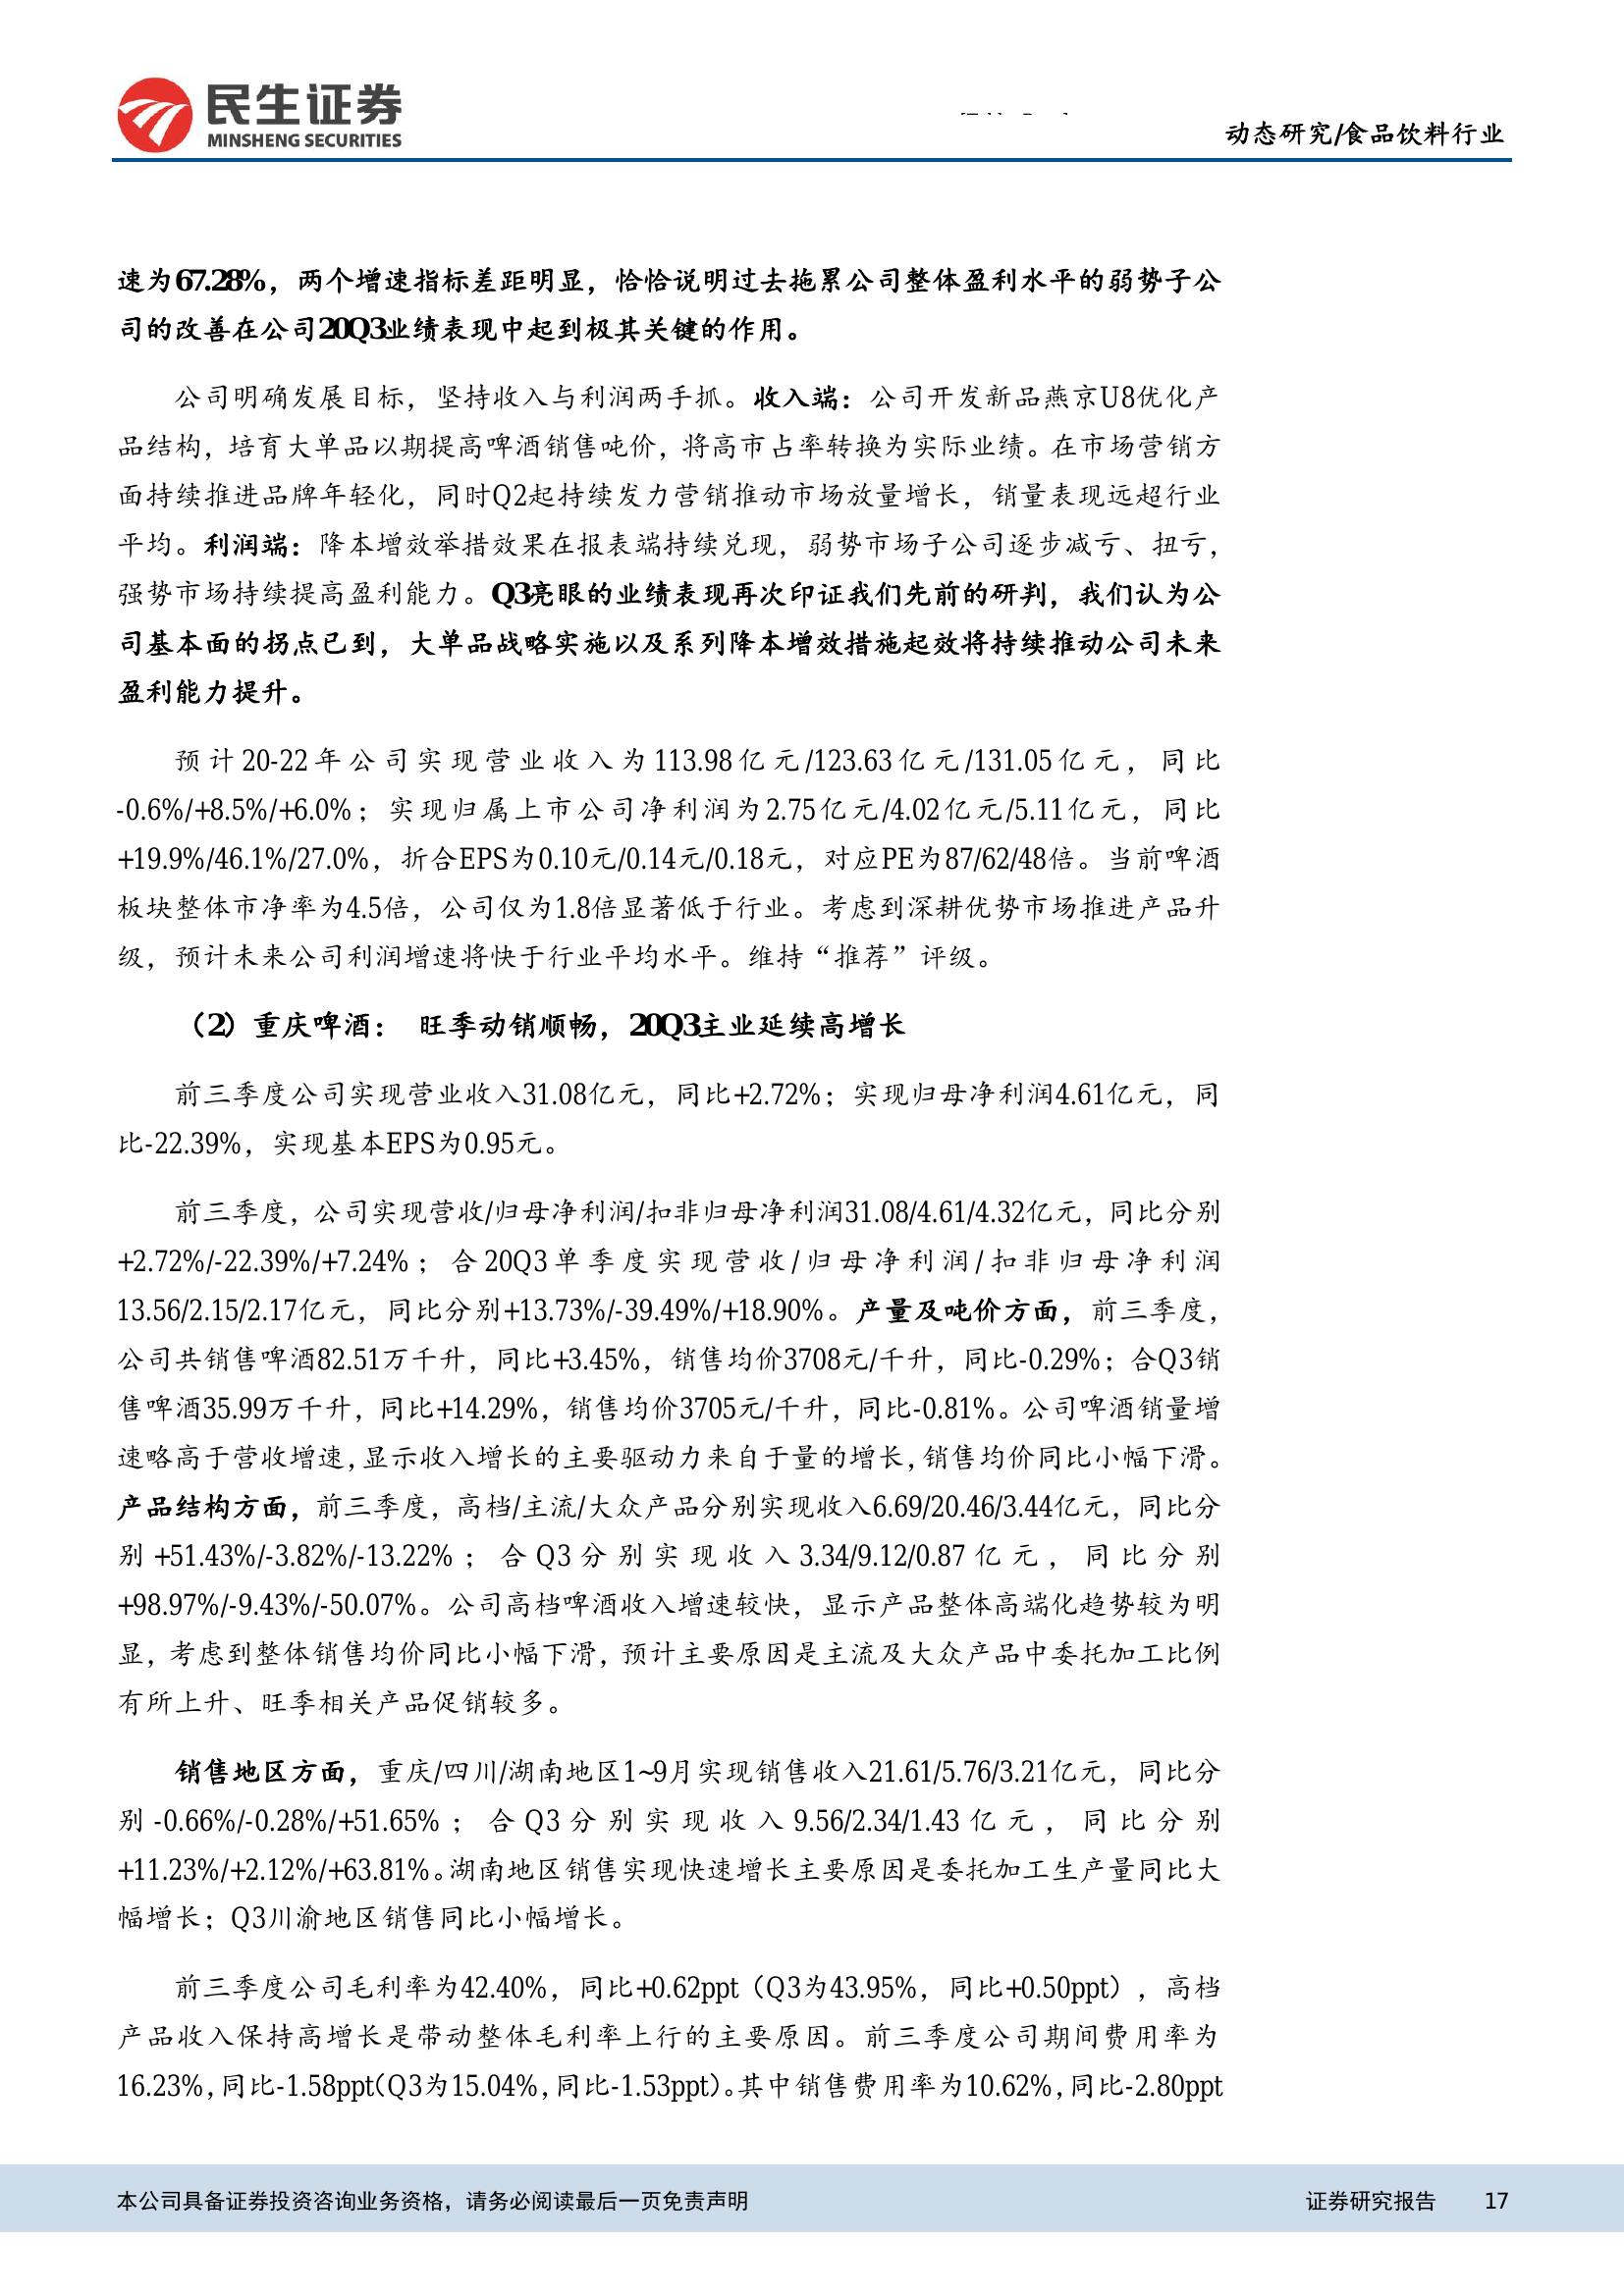 民生证券
MINSHENG SECURITIES
动态研究/食品饮料行业
速为67.28%，两个增速指标差距明显，恰恰说明过去拖累公司整体盈利水平的弱势子公
司的改善在公司20Q3业绩表现中起到极其关键的作用。
公司明确发展目标，坚持收入与利润两手抓。收入端：公司开发新品燕京U8优化产
品结构，培育大单品以期提高啤酒销售吨价，将高市占率转换为实际业绩。在市场营销方
面持续推进品牌年轻化，同时Q2起持续发力营销推动市场放量增长，销量表现远超行业
平均。利润端：降本增效举措效果在报表端持续兑现，弱势市场子公司逐步减亏、扭亏，
强势市场持续提高盈利能力。Q3亮眼的业绩表现再次印证我们先前的研判，我们认为公
司基本面的拐点已到，大单品战略实施以及系列降本增效措施起效将持续推动公司未来
盈利能力提升。
预计20-22年公司实现营业收入为113.98亿元/123.63亿元/131.05亿元，同比
-0.6%/+8.5%/+6.0%；实现归属上市公司净利润为2.75亿元/4.02亿元/5.11亿元，同比
+19.9%/46.1%/27.0%，折合EPS为0.10元/0.14元/0.18元，对应PE为87/62/48倍。当前啤酒
板块整体市净率为4.5倍，公司仅为1.8倍显著低于行业。考虑到深耕优势市场推进产品升
级，预计未来公司利润增速将快于行业平均水平。维持“推荐”评级。
（2）重庆啤酒： 旺季动销顺畅，20Q3主业延续高增长
前三季度公司实现营业收入31.08亿元，同比+2.72%；实现归母净利润4.61亿元，同
比-22.39%，实现基本EPS为0.95元。
前三季度，公司实现营收/归母净利润/扣非归母净利润31.08/4.61/4.32亿元，同比分别
+2.72%/-22.39%/+7.24%；合20Q3单季度实现营收/归母净利润/扣非归母净利润
13.56/2.15/2.17亿元，同比分别+13.73%/-39.49%/+18.90%。产量及吨价方面，前三季度，
公司共销售啤酒82.51万千升，同比+3.45%，销售均价3708元/千升，同比-0.29%；合Q3销
售啤酒35.99万千升，同比+14.29%，销售均价3705元/千升，同比-0.81%。公司啤酒销量增
速略高于营收增速，显示收入增长的主要驱动力来自于量的增长，销售均价同比小幅下滑。
产品结构方面，前三季度，高档/主流/大众产品分别实现收入6.69/20.46/3.44亿元，同比分
别+51.43%/-3.82%/-13.22%；合Q3分别实现收入3.34/9.12/0.87亿元，同比分别
+98.97%/-9.43%/-50.07%。公司高档啤酒收入增速较快，显示产品整体高端化趋势较为明
显，考虑到整体销售均价同比小幅下滑，预计主要原因是主流及大众产品中委托加工比例
有所上升、旺季相关产品促销较多。
销售地区方面，重庆/四川/湖南地区1~9月实现销售收入21.61/5.76/3.21亿元，同比分
别-0.66%/-0.28%/+51.65%；合Q3分别实现收入9.56/2.34/1.43亿元，同比分别
+11.23%/+2.12%/+63.81%。湖南地区销售实现快速增长主要原因是委托加工生产量同比大
幅增长；Q3川渝地区销售同比小幅增长。
前三季度公司毛利率为42.40%，同比+0.62ppt（Q3为43.95%，同比+0.50ppt），高档
产品收入保持高增长是带动整体毛利率上行的主要原因。前三季度公司期间费用率为
16.23%，同比-1.58ppt（Q3为15.04%，同比-1.53ppt）。其中销售费用率为10.62%，同比-2.80ppt
本公司具备证券投资咨询业务资格，请务必阅读最后一页免责声明
证券研究报告 17